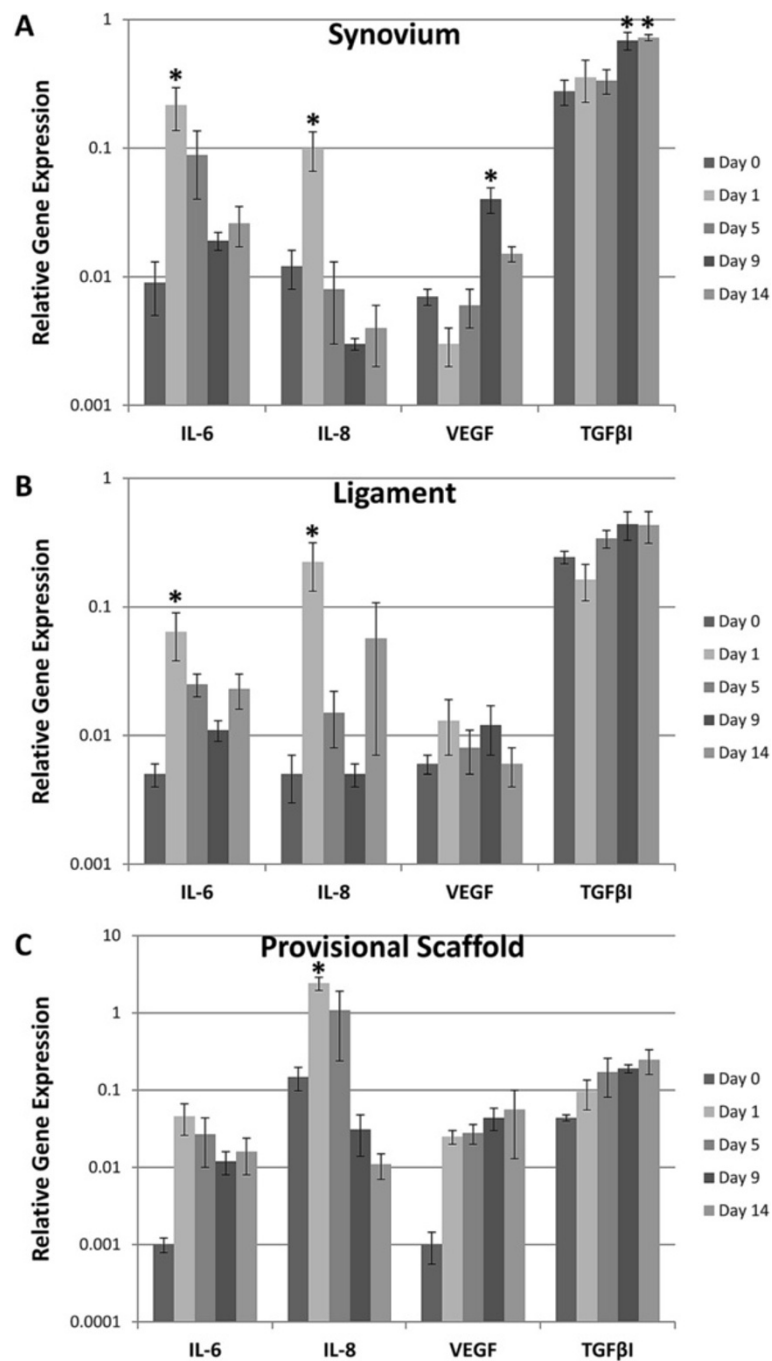 A
Synovium
Relative Gene Expression
1
0.1
0.01
0.001
* * * * *
IL-6 IL-8 VEGF TGFβI
Day 0
Day 1
Day 5
Day 9
Day 14
B
Ligament
Relative Gene Expression
1
0.1
0.01
0.001
* *
IL-6 IL-8 VEGF TGFβI
Day 0
Day 1
Day 5
Day 9
Day 14
C
Provisional Scaffold
Relative Gene Expression
10
1
0.1
0.01
0.001
0.0001
*
IL-6 IL-8 VEGF TGFβI
Day 0
Day 1
Day 5
Day 9
Day 14